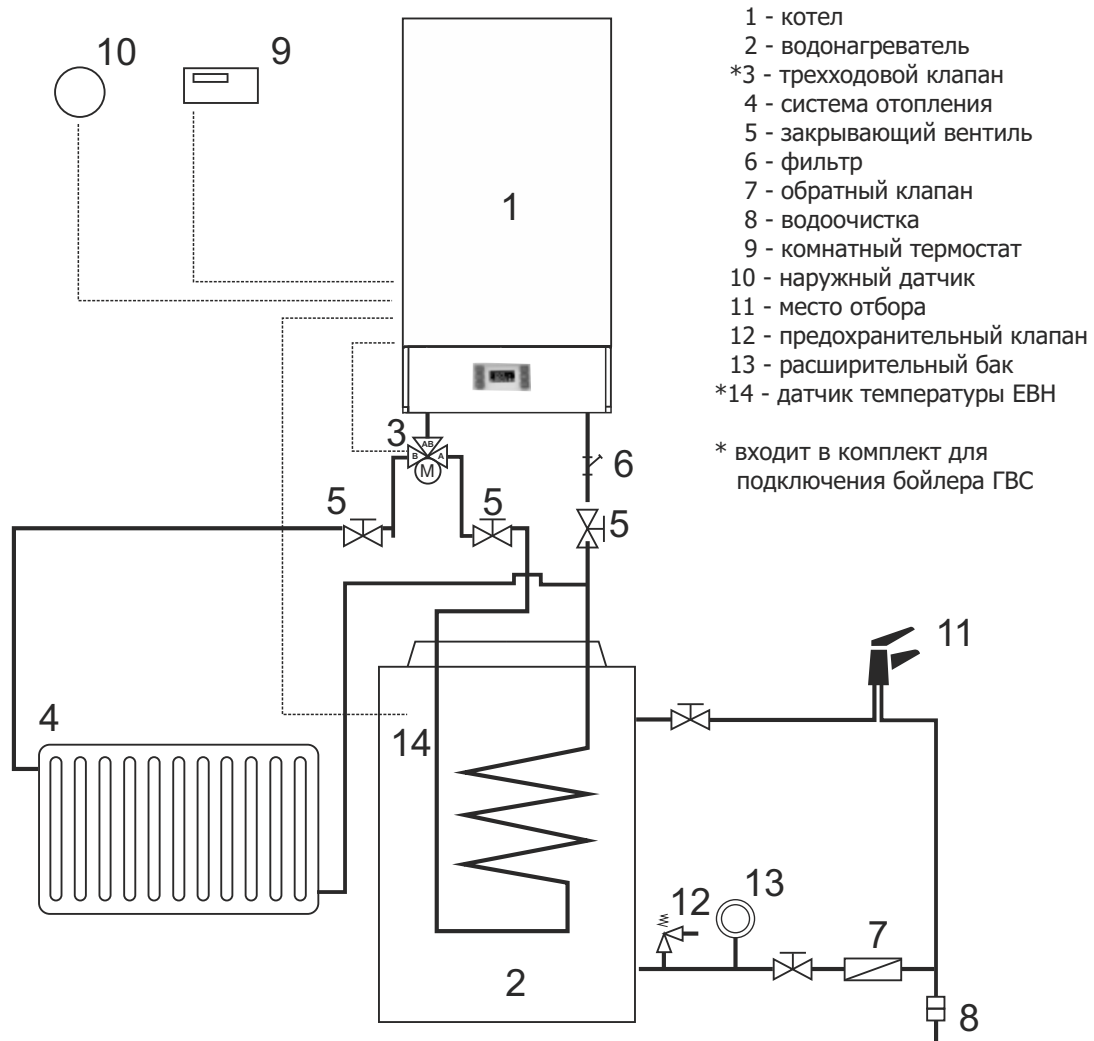 1 - котел
2 - водонагреватель
*3 - трехходовой клапан
4 - система отопления
5 - закрывающий вентиль
6 - фильтр
7 - обратный клапан
8 - водоочистка
9 - комнатный термостат
10 - наружный датчик
11 - место отбора
12 - предохранительный клапан
13 - расширительный бак
*14 - датчик температуры ЕВН
* входит в комплект для
подключения бойлера ГВС
10
9
1
3
AB
B
A
M
6
5
5
5
11
4
14
12
13
7
2
8